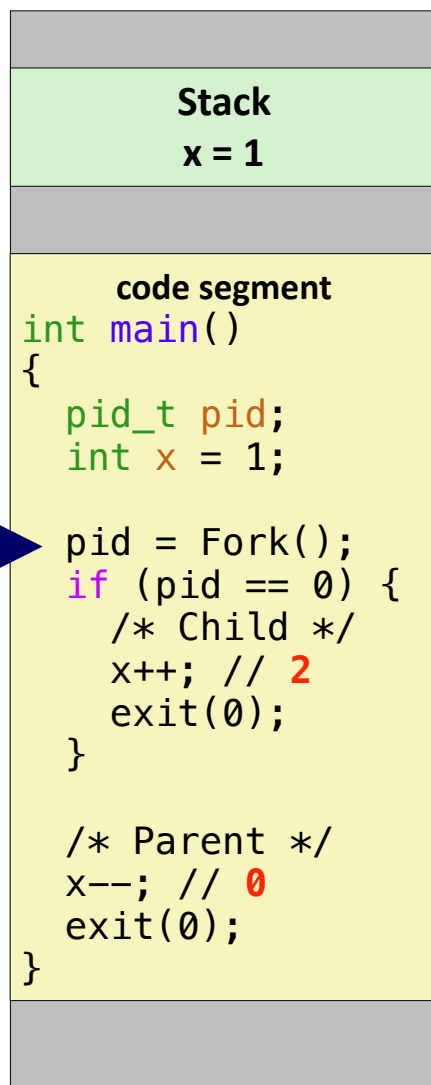 Stack
x = 1
code segment
int main()
{
  pid_t pid;
  int x = 1;

  pid = Fork();
  if (pid == 0) {
    /* Child */
    x++; // 2
    exit(0);
  }

  /* Parent */
  x--; // 0
  exit(0);
}